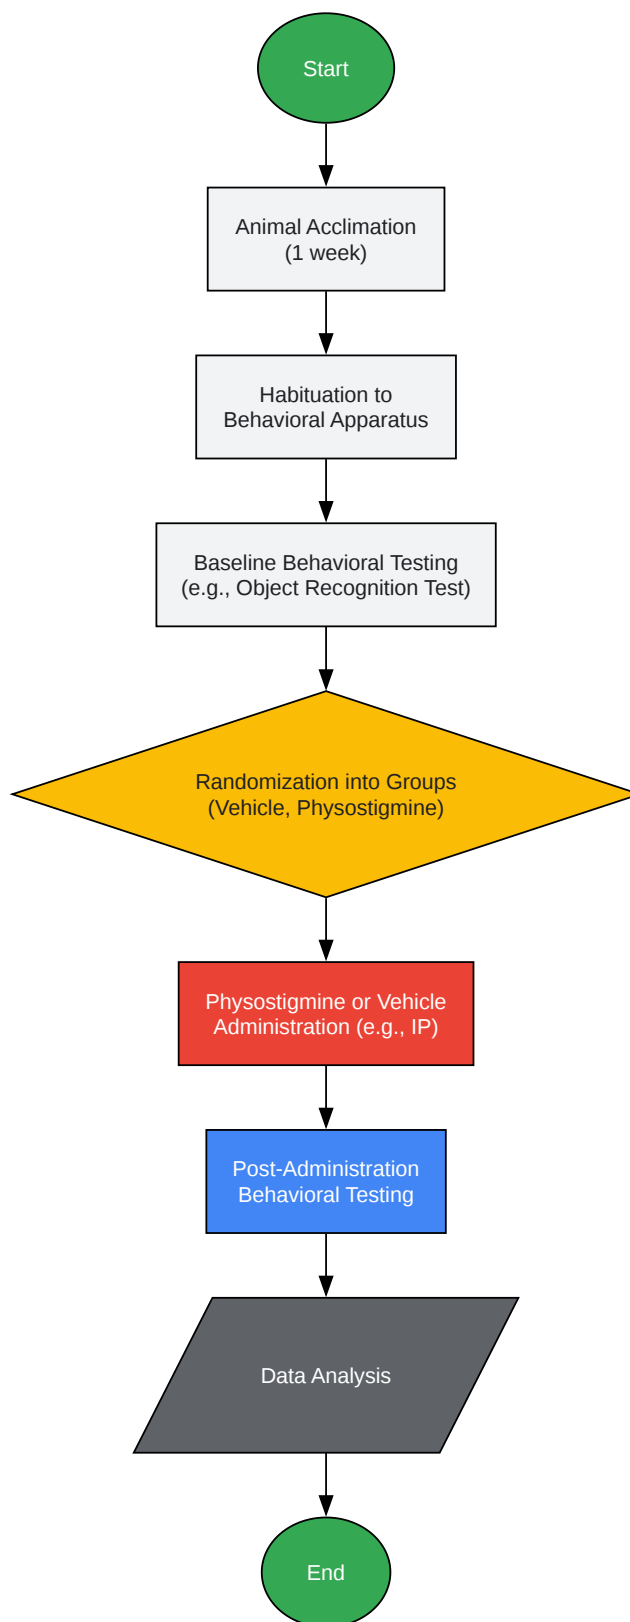 Start
Animal Acclimation
(1 week)
Habituation to
Behavioral Apparatus
Baseline Behavioral Testing
(e.g., Object Recognition Test)
Randomization into Groups
(Vehicle, Physostigmine)
Physostigmine or Vehicle
Administration (e.g., IP)
Post-Administration
Behavioral Testing
Data Analysis
End